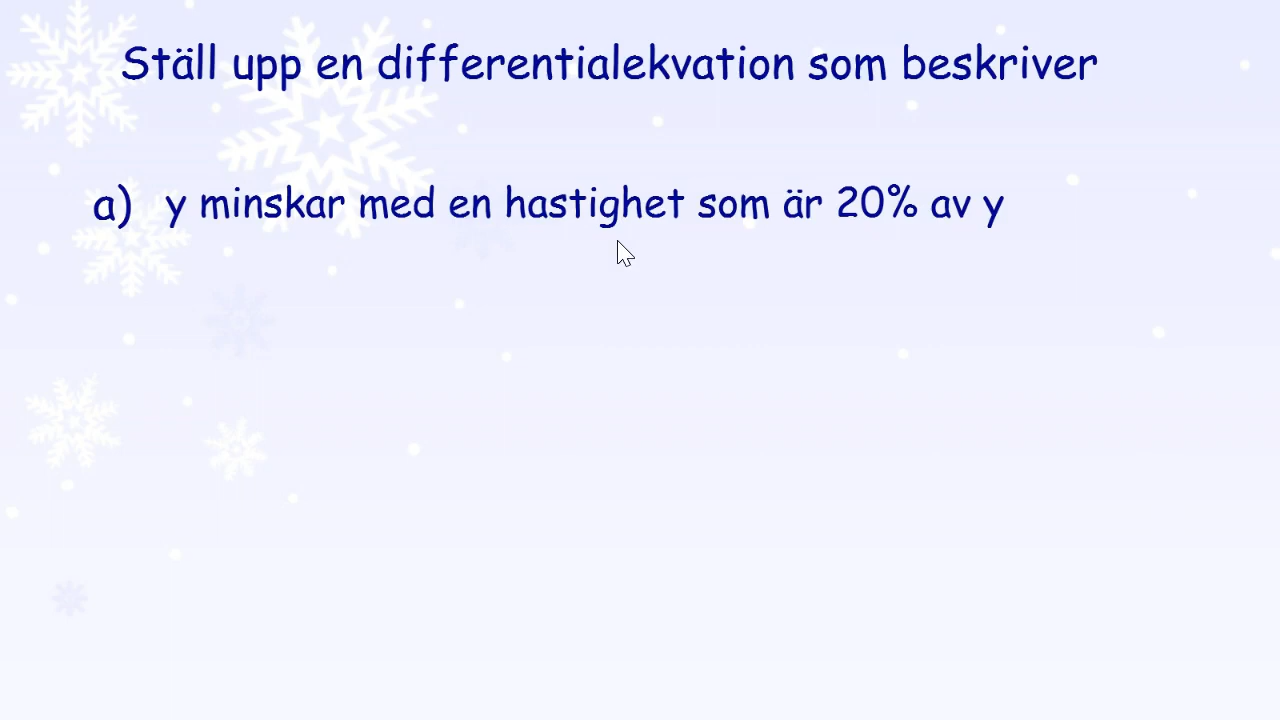 Ställ upp en differentialekvation som beskriver
a) y minskar med en hastighet som är 20% av y